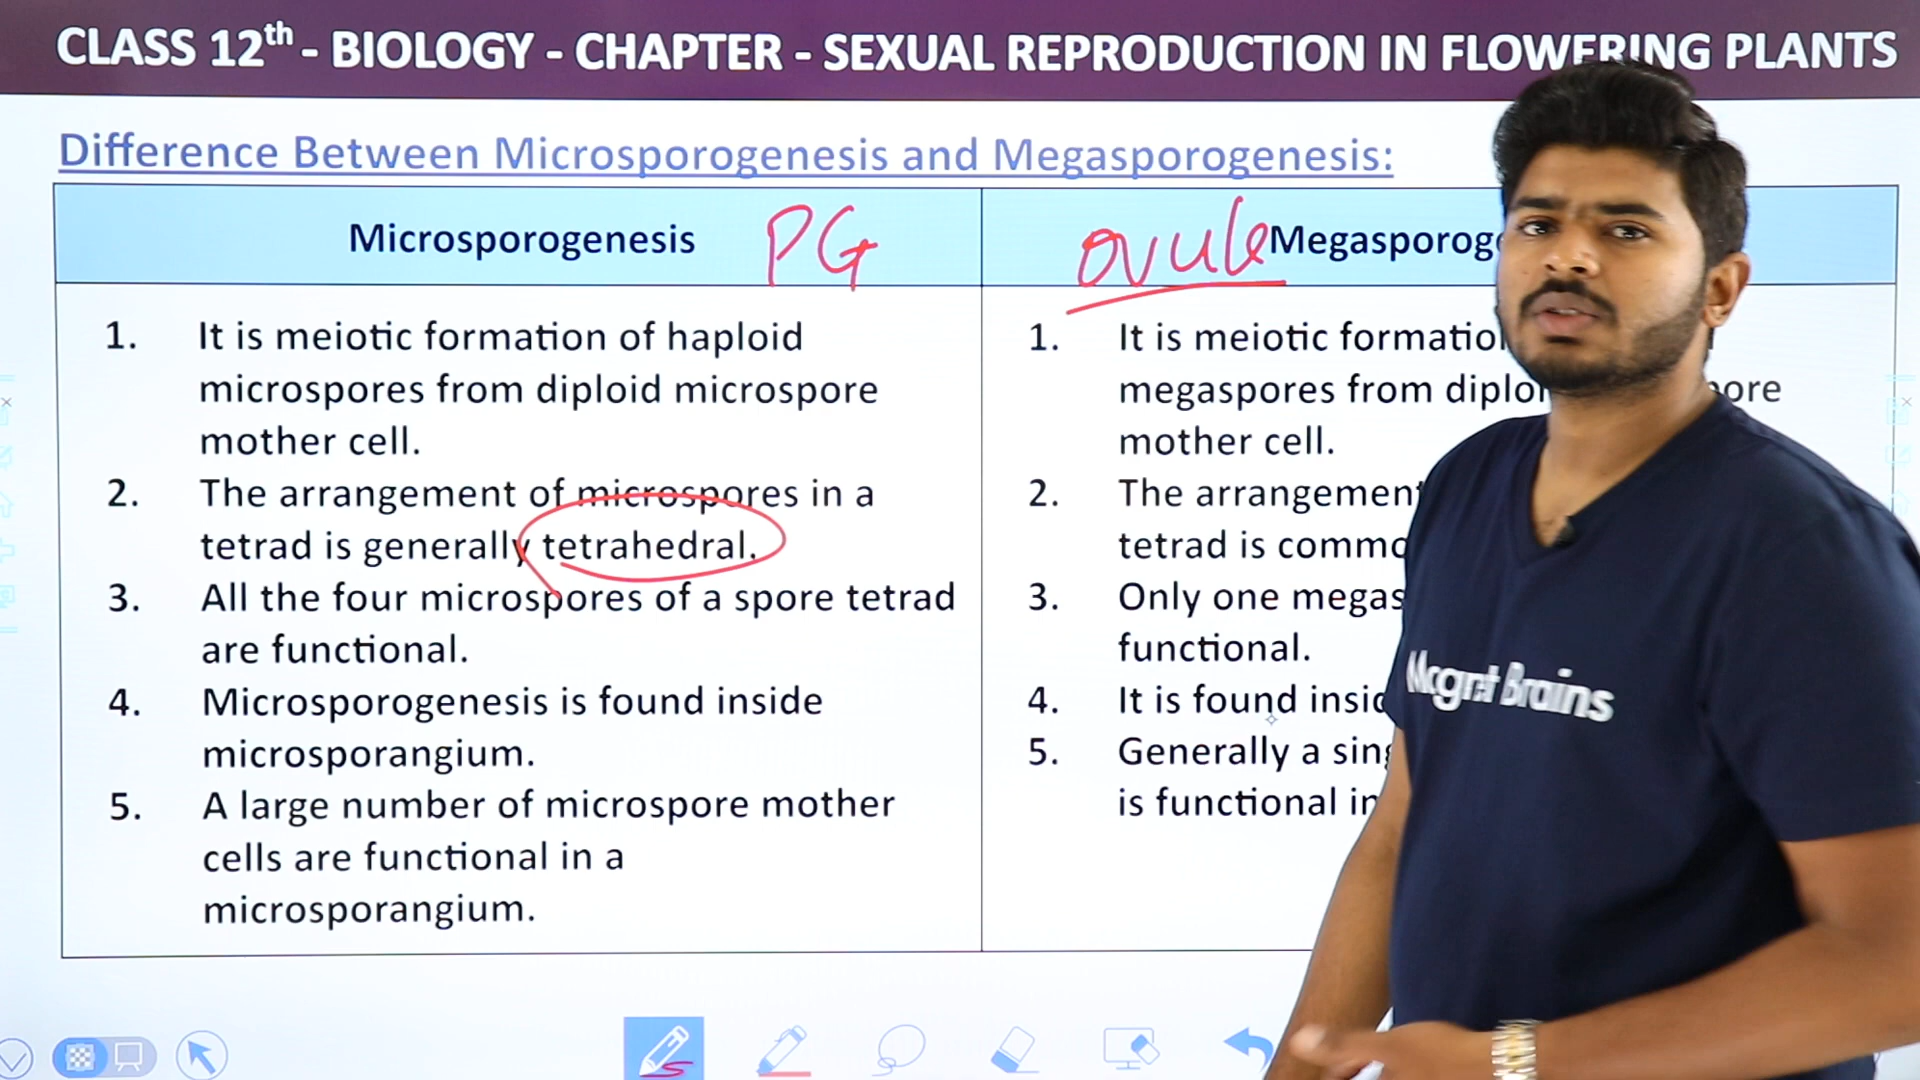 CLASS 12th - BIOLOGY - CHAPTER - SEXUAL REPRODUCTION IN FLOWERING PLANTS
Difference Between Microsporogenesis and Megasporogenesis:
Microsporogenesis PG
1. It is meiotic formation of haploid
microspores from diploid microspore
mother cell.
2. The arrangement of microspores in a
tetrad is generally tetrahedral.
3. All the four microspores of a spore tetrad
are functional.
4. Microsporogenesis is found inside
microsporangium.
5. A large number of microspore mother
cells are functional in a
microsporangium.
ovule Megasporog
1. It is meiotic formatio
megaspores from diplo ore
mother cell.
2. The arrangement
tetrad is commo
3. Only one megas
functional.
4. It is found insid
5. Generally a sing
is functional in
Magnet Brains